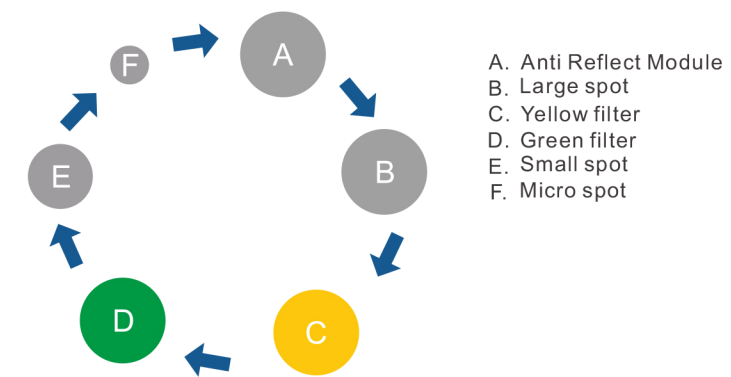 A
B
C
D
E
F
A. Anti Reflect Module
B. Large spot
C. Yellow filter
D. Green filter
E. Small spot
F. Micro spot